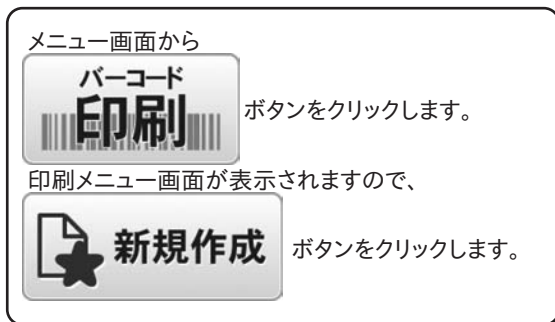 メニュー画面から
バーコード
印刷
ボタンをクリックします。
印刷メニュー画面が表示されますので、
新規作成 ボタンをクリックします。